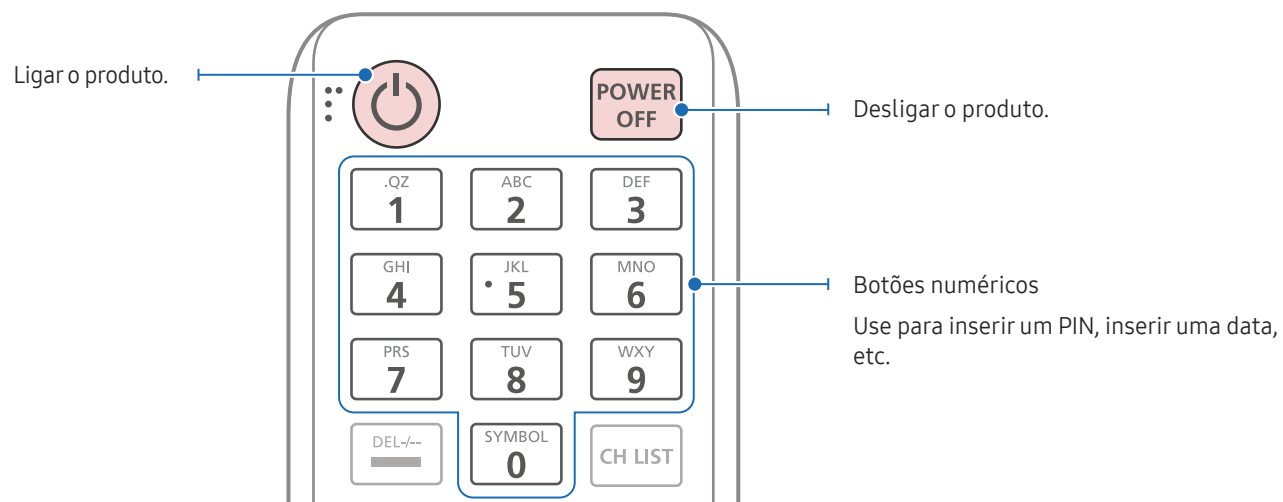 Ligar o produto.
POWER
OFF
Desligar o produto.
.QZ
1
ABC
2
DEF
3
GHI
4
JKL
5
MNO
6
Botões numéricos
Use para inserir um PIN, inserir uma data,
etc.
PRS
7
TUV
8
WXY
9
DEL-/--
SYMBOL
0
CH LIST